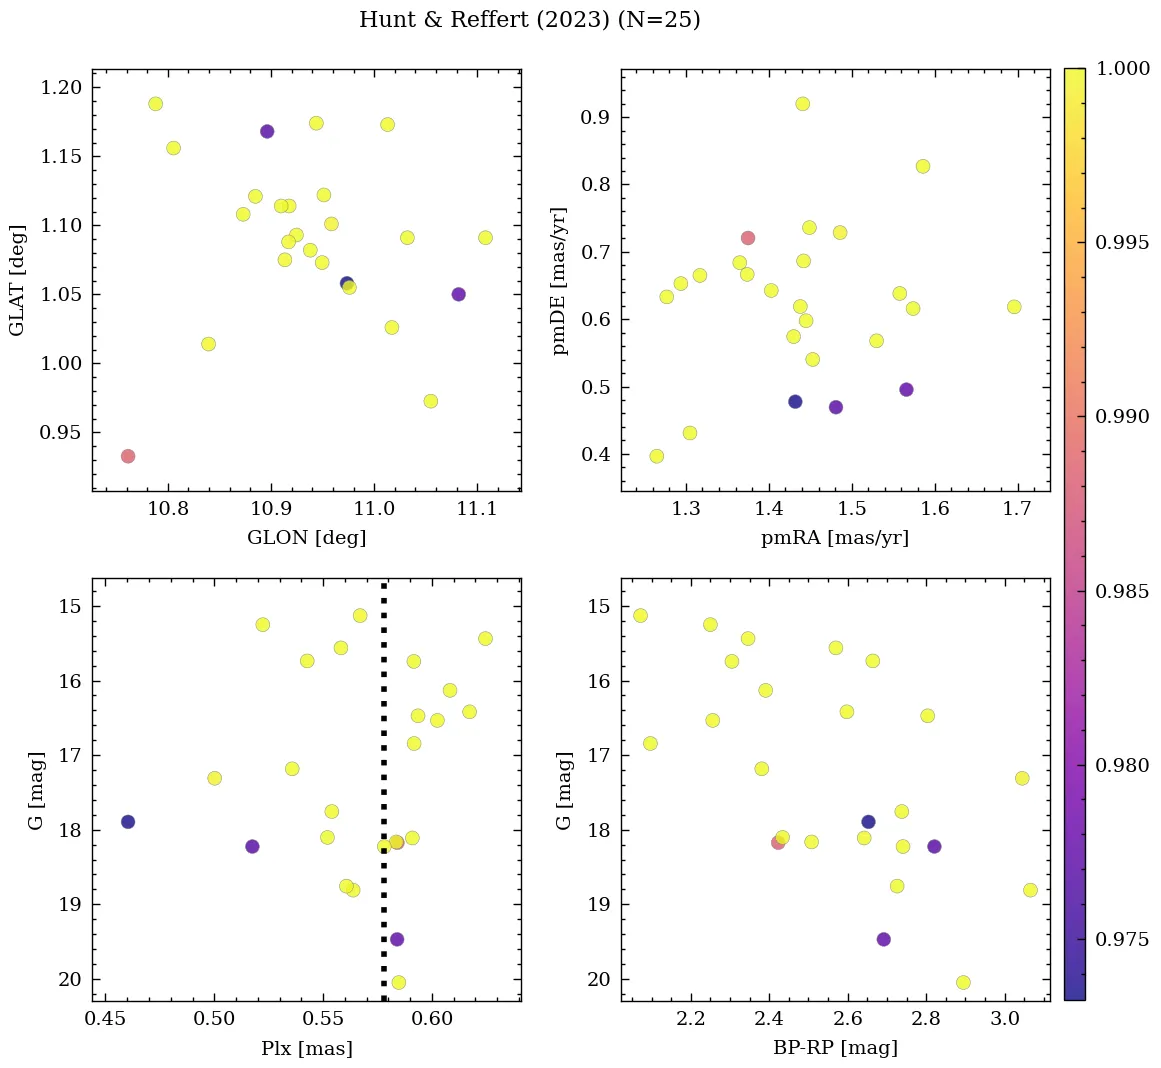 Hunt & Reffert (2023) (N=25)
1.20
1.15
1.10
1.05
1.00
0.95
GLAT [deg]
10.8 10.9 11.0 11.1
GLON [deg]
0.9
0.8
0.7
0.6
0.5
0.4
pmDE [mas/yr]
1.3 1.4 1.5 1.6 1.7
pmRA [mas/yr]
15
16
17
18
19
20
G [mag]
0.45 0.50 0.55 0.60
Plx [mas]
15
16
17
18
19
20
G [mag]
2.2 2.4 2.6 2.8 3.0
BP-RP [mag]
1.000
0.995
0.990
0.985
0.980
0.975